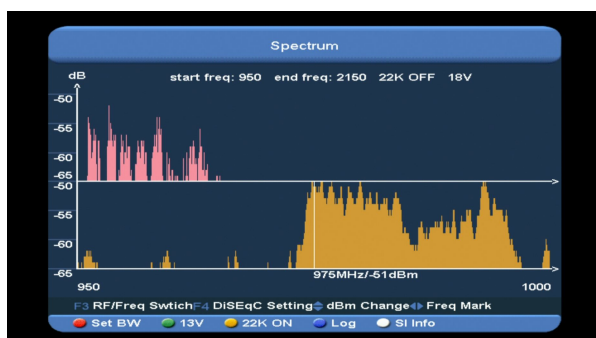 Spectrum
dB
start freq: 950 end freq: 2150 22K OFF 18V
-50
-55
-60
-65
-50
-55
-60
-65
975MHz/-51dBm
950 1000
F3 RF/Freq Swtich F4 DiSEqC Setting dBm Change Freq Mark
Set BW 13V 22K ON Log SI Info